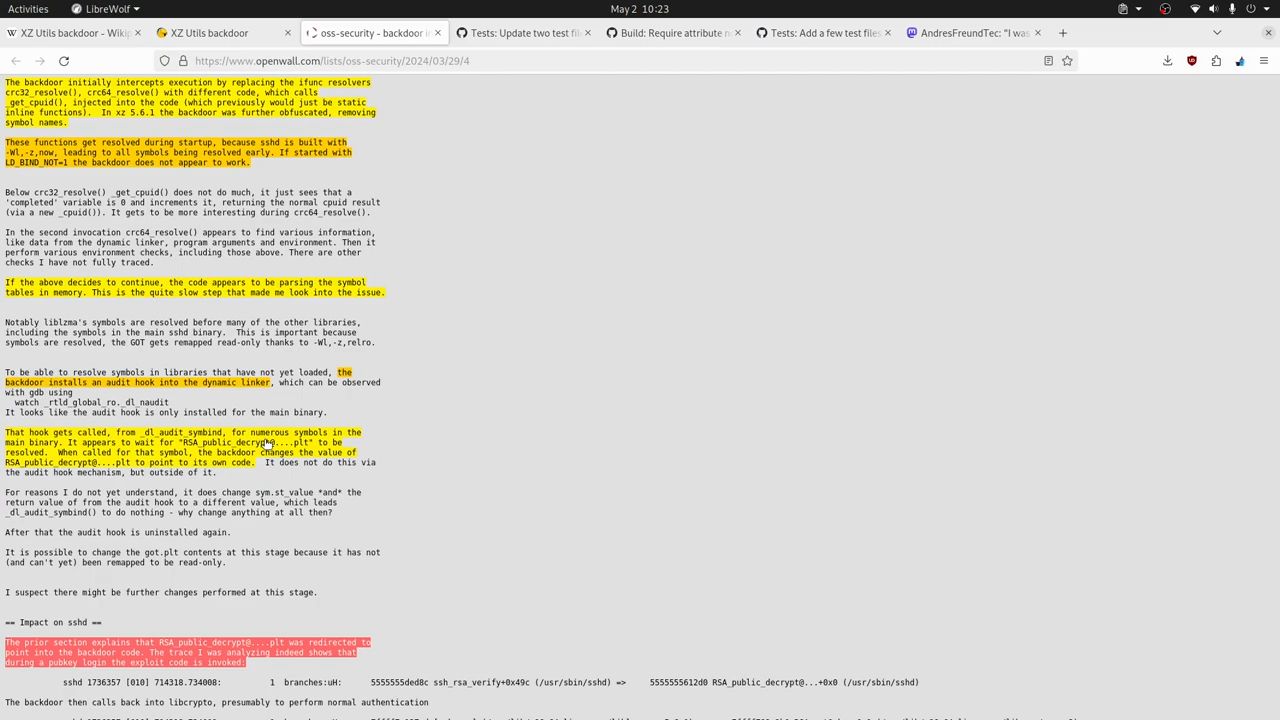 Activities
LibreWolf
May 2 10:23
XZ Utils backdoor - Wikip
XZ Utils backdoor
oss-security - backdoor in
Tests: Update two test files
Build: Require attribute n
Tests: Add a few test files
AndresFreundTec: "I was
https://www.openwall.com/lists/oss-security/2024/03/29/4
The backdoor initially intercepts execution by replacing the ifunc resolvers
crc32_resolve(), crc64_resolve() with different code, which calls
_get_cpuid(), injected into the code (which previously would just be static
inline functions).  In xz 5.6.1 the backdoor was further obfuscated, removing
symbol names.
These functions get resolved during startup, because sshd is built with
-Wl,-z,now, leading to all symbols being resolved early. If started with
LD_BIND_NOT=1 the backdoor does not appear to work.
Below crc32_resolve() _get_cpuid() does not do much, it just sees that a
'completed' variable is 0 and increments it, returning the normal cpuid result
(via a new _cpuid()). It gets to be more interesting during crc64_resolve().
In the second invocation crc64_resolve() appears to find various information,
like data from the dynamic linker, program arguments and environment. Then it
perform various environment checks, including those above. There are other
checks I have not fully traced.
If the above decides to continue, the code appears to be parsing the symbol
tables in memory. This is the quite slow step that made me look into the issue.
Notably liblzma's symbols are resolved before many of the other libraries,
including the symbols in the main sshd binary.  This is important because
symbols are resolved, the GOT gets remapped read-only thanks to -Wl,-z,relro.
To be able to resolve symbols in libraries that have not yet loaded, the
backdoor installs an audit hook into the dynamic linker, which can be observed
with gdb using
watch _rtld_global_ro._dl_naudit
It looks like the audit hook is only installed for the main binary.
That hook gets called, from _dl_audit_symbind, for numerous symbols in the
main binary. It appears to wait for "RSA_public_decrypt@....plt" to be
resolved.  When called for that symbol, the backdoor changes the value of
RSA_public_decrypt@....plt to point to its own code.  It does not do this via
the audit hook mechanism, but outside of it.
For reasons I do not yet understand, it does change sym.st_value *and* the
return value of from the audit hook to a different value, which leads
_dl_audit_symbind() to do nothing - why change anything at all then?
After that the audit hook is uninstalled again.
It is possible to change the got.plt contents at this stage because it has not
(and can't yet) been remapped to be read-only.
I suspect there might be further changes performed at this stage.
== Impact on sshd ==
The prior section explains that RSA_public_decrypt@....plt was redirected to
point into the backdoor code. The trace I was analyzing indeed shows that
during a pubkey login the exploit code is invoked:
sshd 1736357 [010] 714318.734008: 1 branches:uH: 5555555ded8c ssh_rsa_verify+0x49c (/usr/sbin/sshd) => 5555555612d0 RSA_public_decrypt@...+0x0 (/usr/sbin/sshd)
The backdoor then calls back into libcrypto, presumably to perform normal authentication